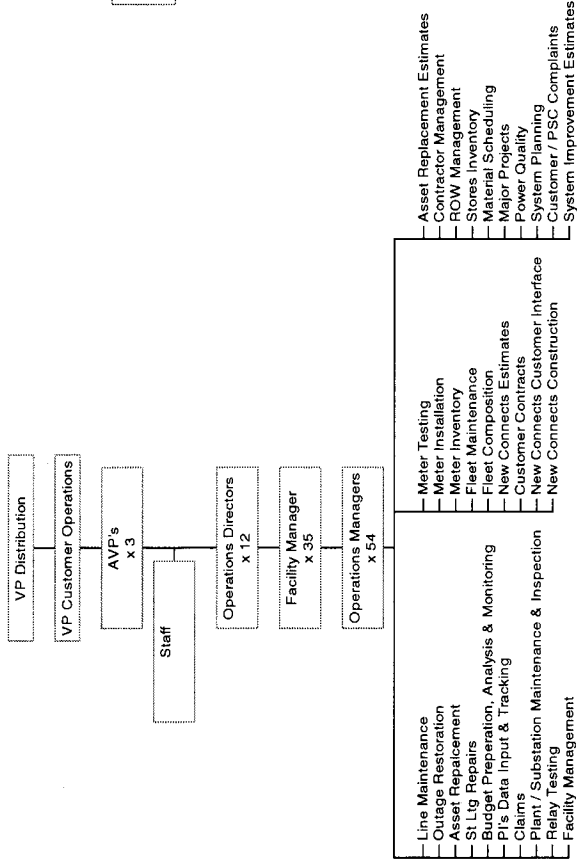 VP Distribution
VP Customer Operations
AVP's
x 3
Staff
Operations Directors
x 12
Facility Manager
x 35
Operations Managers
x 54
Line Maintenance
Outage Restoration
Asset Repalcement
St Ltg Repairs
Budget Preperation, Analysis & Monitoring
PI's Data Input & Tracking
Claims
Plant / Substation Maintenance & Inspection
Relay Testing
Facility Management
Meter Testing
Meter Installation
Meter Inventory
Fleet Maintenance
Fleet Composition
New Connects Estimates
Customer Contracts
New Connects Customer Interface
New Connects Construction
Asset Replacement Estimates
Contractor Management
ROW Management
Stores Inventory
Material Scheduling
Major Projects
Power Quality
System Planning
Customer / PSC Complaints
System Improvement Estimates